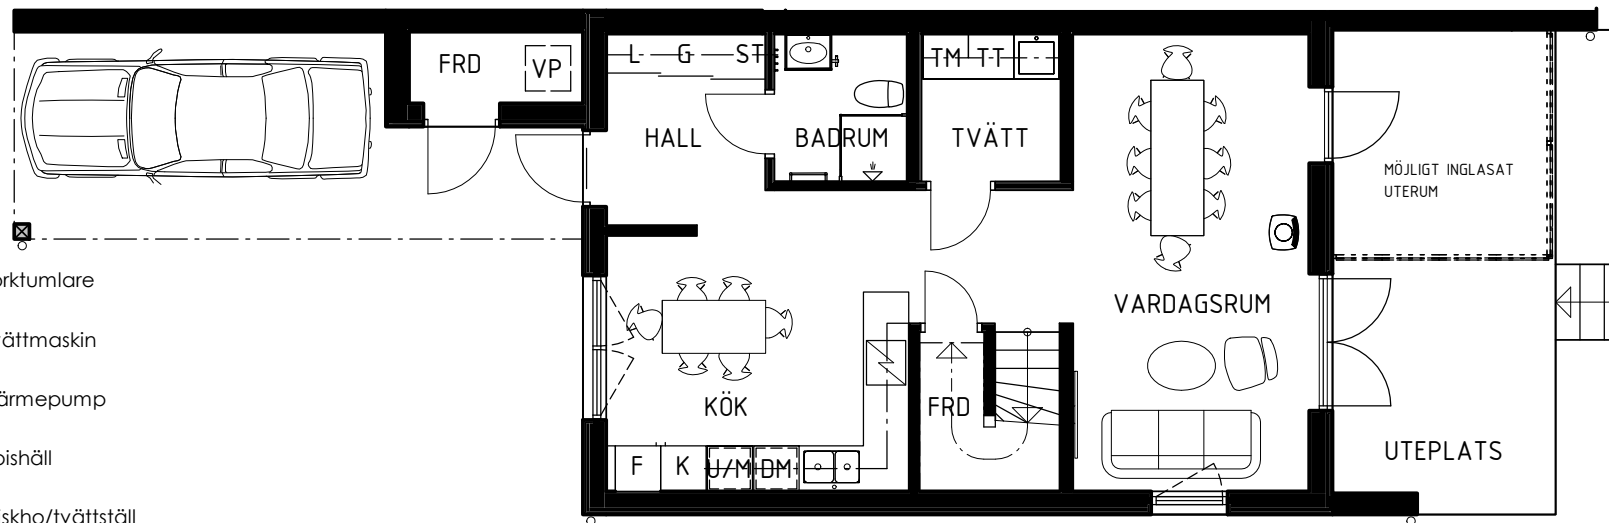 FRD
VP
L G ST
TM TT
HALL
BADRUM
TVÄTT
MÖJLIGT INGLASAT
UTERUM
VARDAGSRUM
KÖK
FRD
UTEPLATS
F K U/M DM